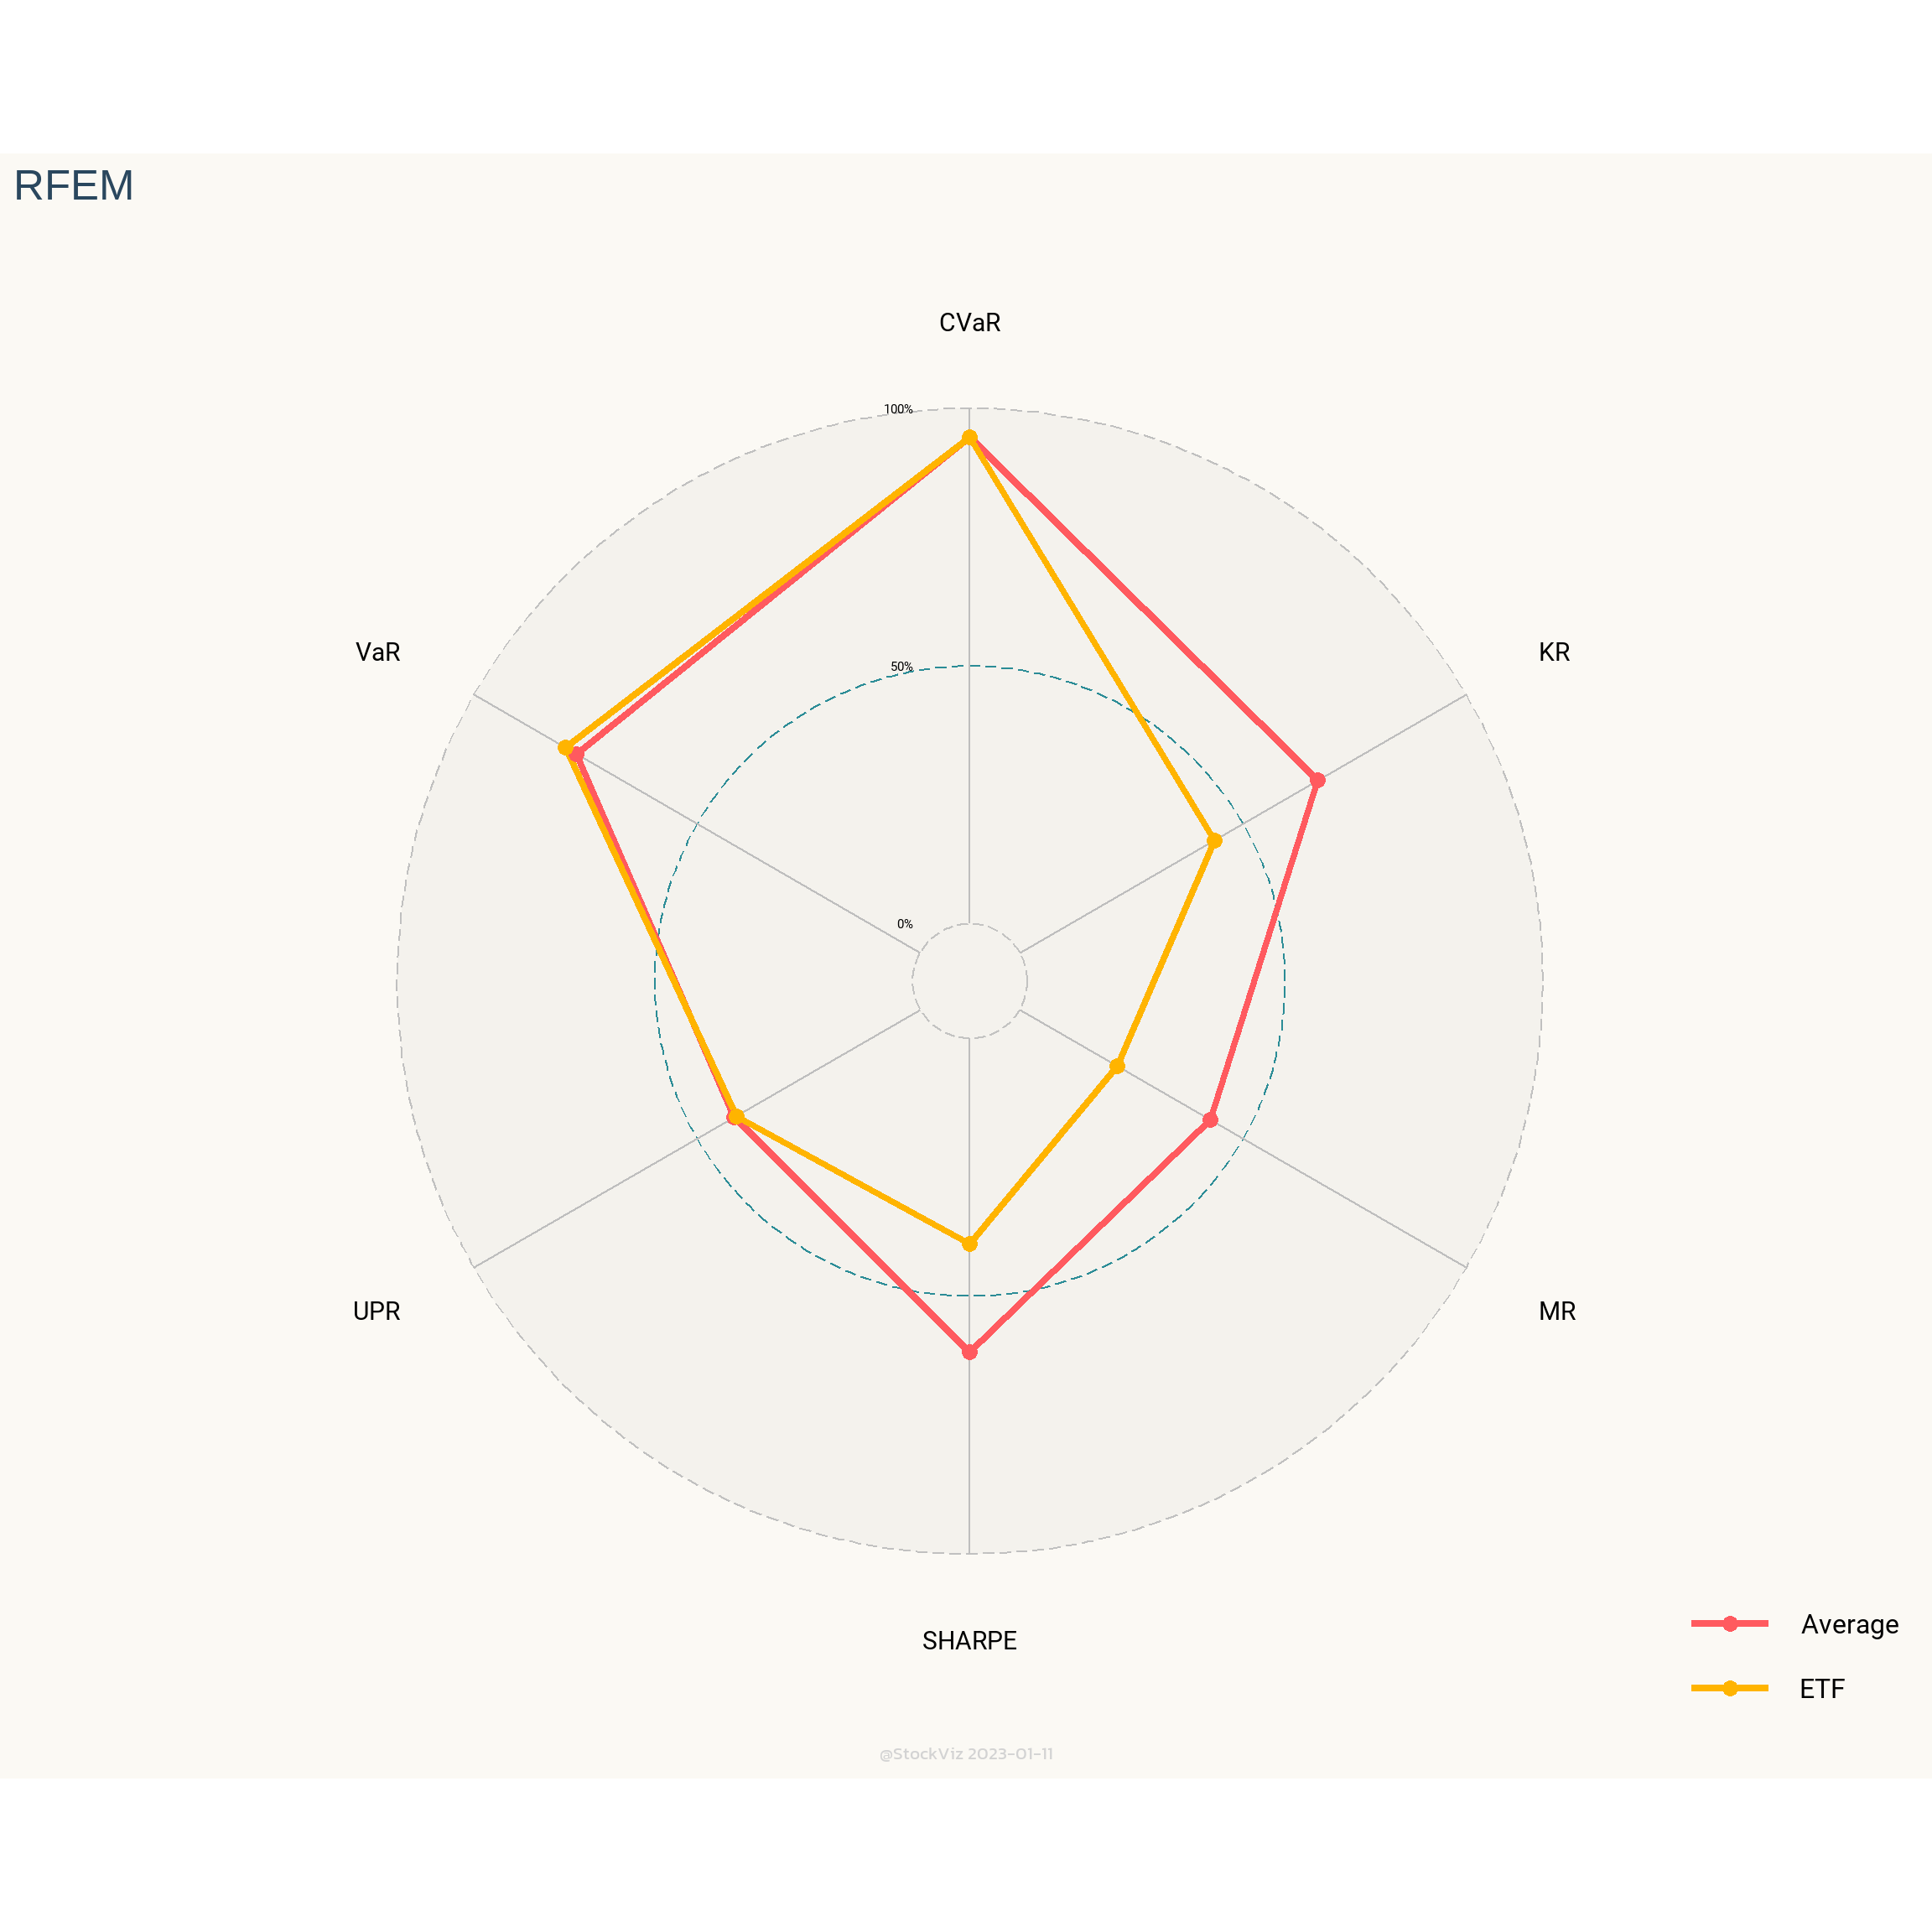 RFEM
CVaR
100%
KR
VaR
50%
0%
UPR
MR
SHARPE
Average
ETF
@StockViz 2023-01-11